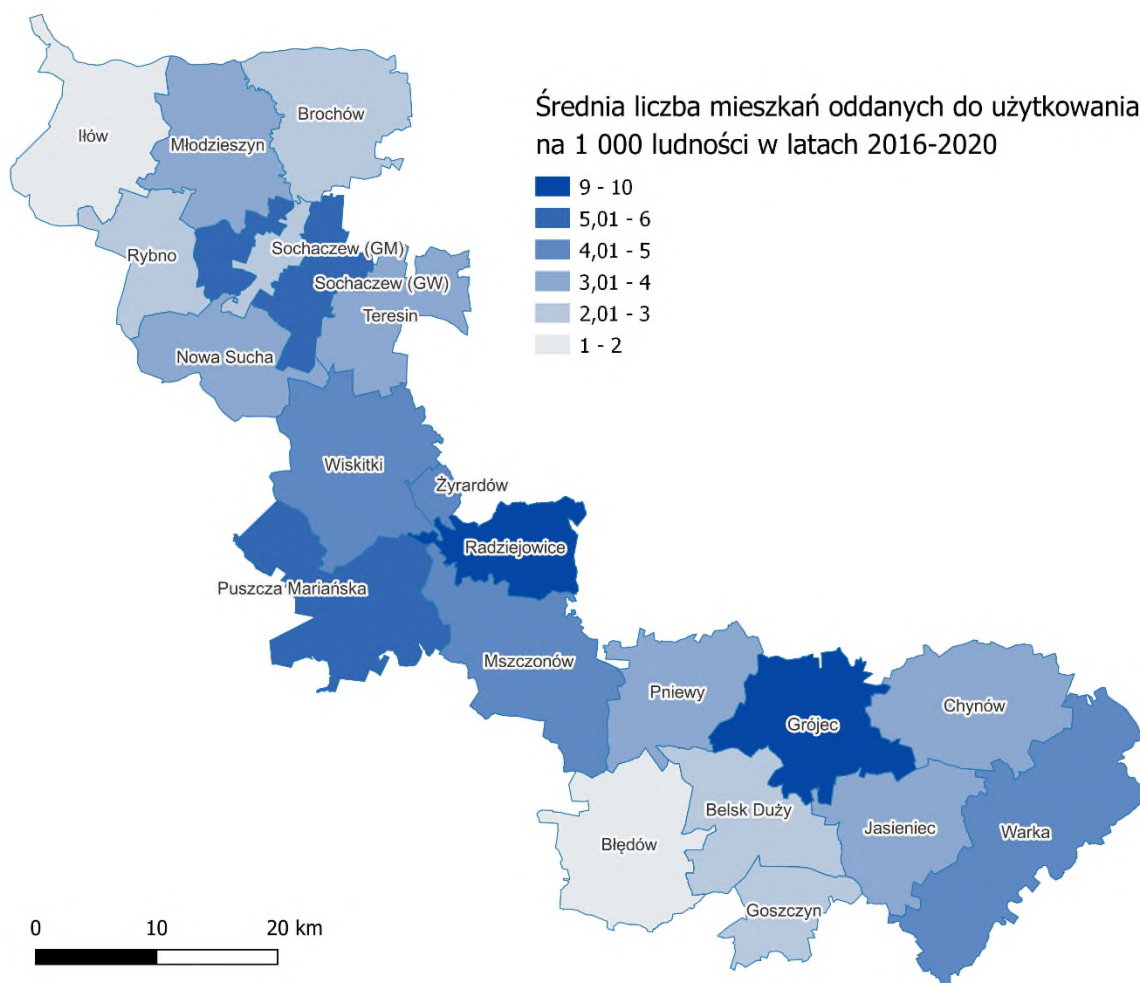 Średnia liczba mieszkań oddanych do użytkowania
na 1 000 ludności w latach 2016-2020
9 - 10
5,01 - 6
4,01 - 5
3,01 - 4
2,01 - 3
1 - 2
Brochów
Iłów
Młodzieszyn
Sochaczew (GM)
Rybno
Sochaczew (GW)
Teresin
Nowa Sucha
Wiskitki
Żyrardów
Radziejowice
Puszcza Mariańska
Mszczonów
Pniewy
Chynów
Grójec
Belsk Duży
Jasieniec
Warka
Błędów
Goszczyn
0 10 20 km